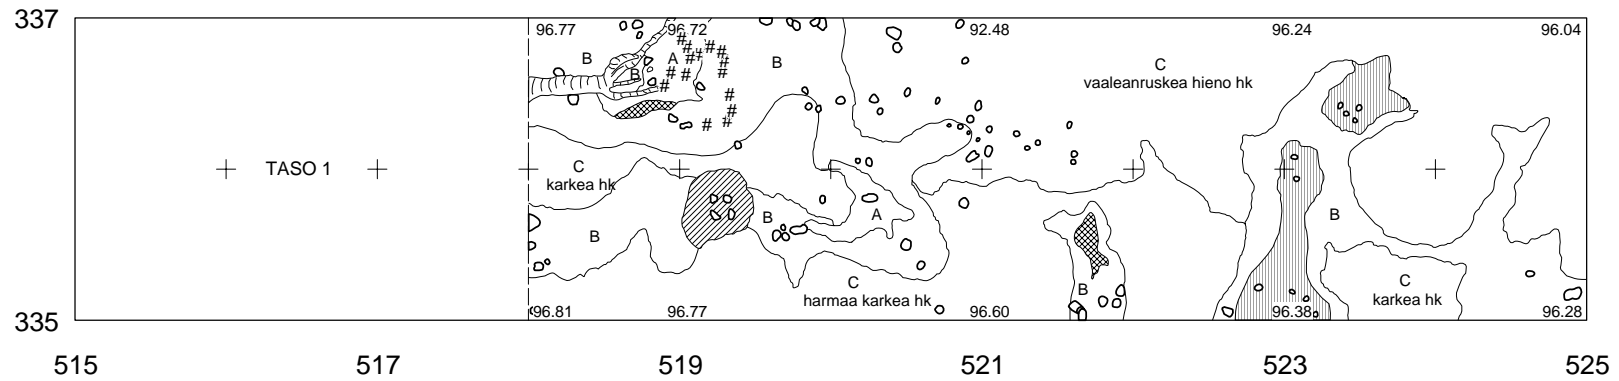 337
96.77 96.72 92.48 96.24 96.04
B A B C
B vaaleanruskea hieno hk
TASO 1 C
karkea hk
B B A B
C B C
harmaa karkea hk karkea hk
335
96.81 96.77 96.60 96.38 96.28
515 517 519 521 523 525